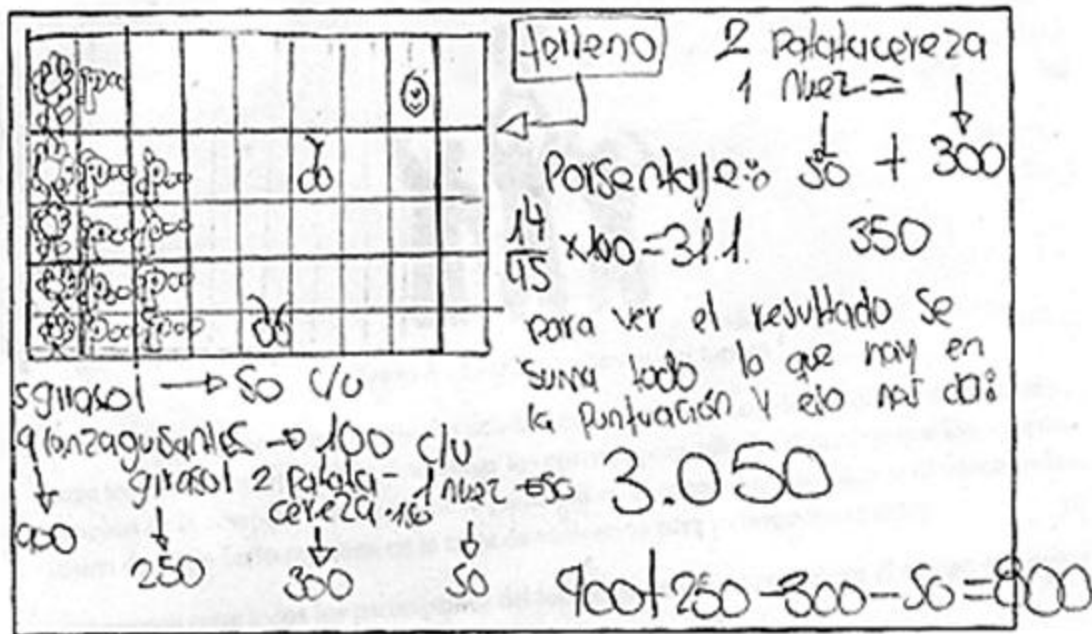 terreno
2 Patatacereza
1 Nuez =
Porsentaje: 50 + 300
14/45 x100=31.1. 350
para ver el resultado se
suma todo lo que hay en
la puntuación y eso nos da:
3.050
5girasol → 50 c/u
9lanzaguisantes → 100 c/u
girasol 2 Patata- 1 nuez → 50
cereza.150
900
250 300 50
900+250-300-50=800